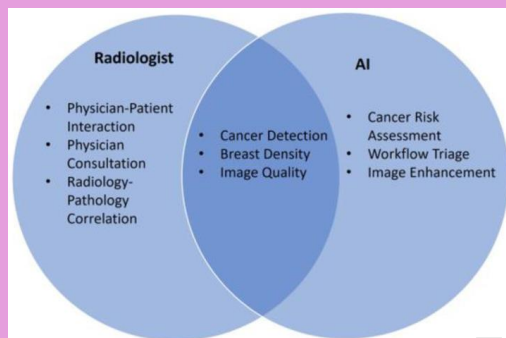 Radiologist
• Physician-Patient
Interaction
• Physician
Consultation
• Radiology-
Pathology
Correlation
• Cancer Detection
• Breast Density
• Image Quality
AI
• Cancer Risk
Assessment
• Workflow Triage
• Image Enhancement